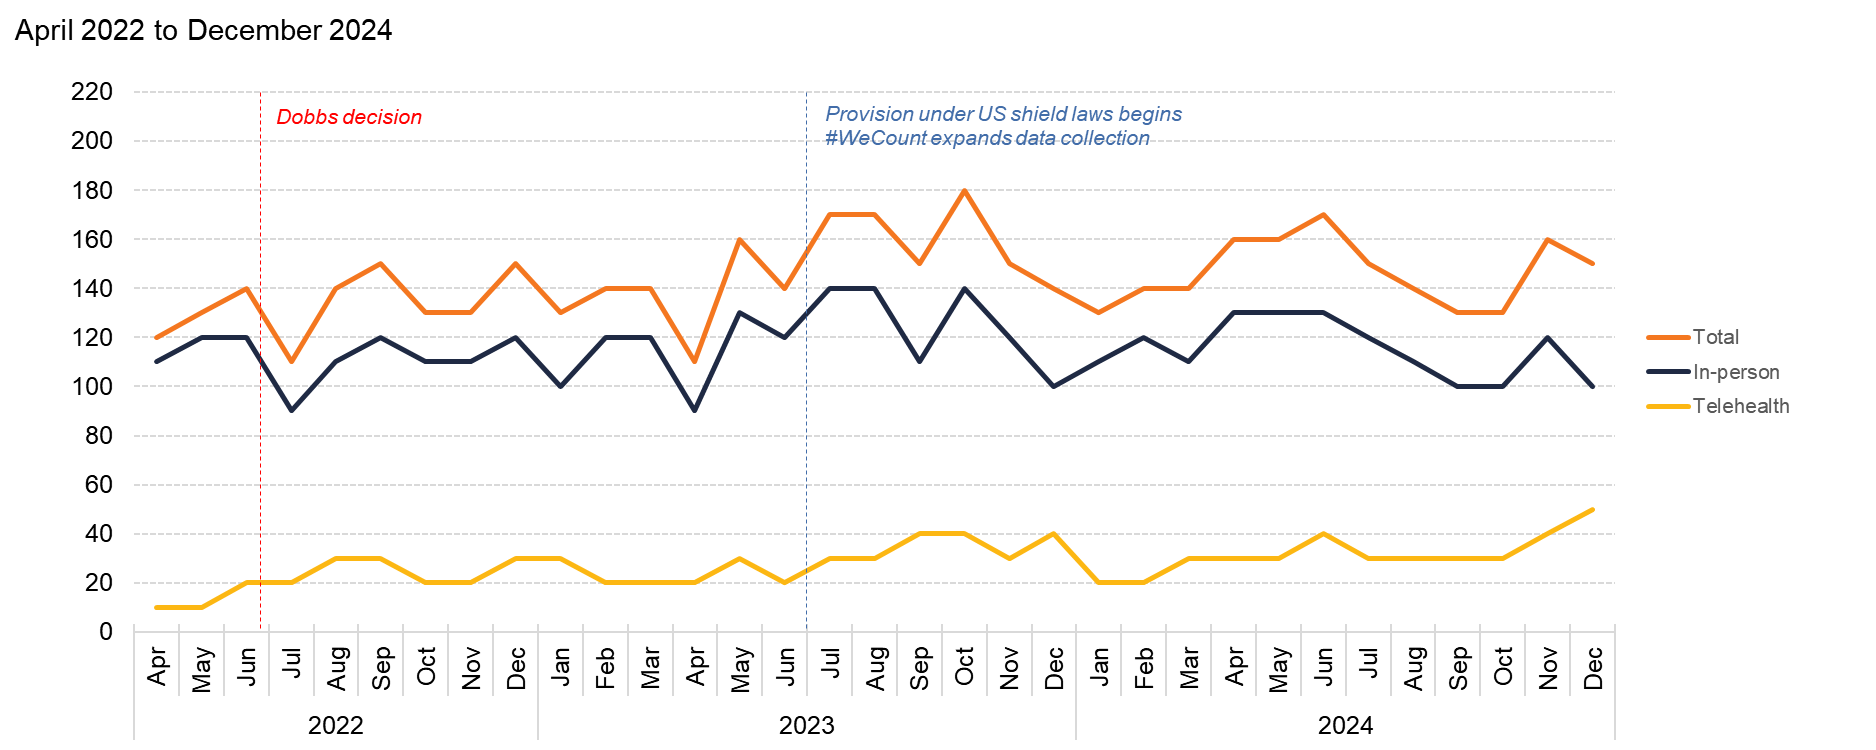 April 2022 to December 2024
220
200
180
160
140
120
100
80
60
40
20
0
Dobbs decision
Provision under US shield laws begins
#WeCount expands data collection
Total
In-person
Telehealth
Apr May Jun Jul Aug Sep Oct Nov Dec Jan Feb Mar Apr May Jun Jul Aug Sep Oct Nov Dec Jan Feb Mar Apr May Jun Jul Aug Sep Oct Nov Dec
2022 2023 2024